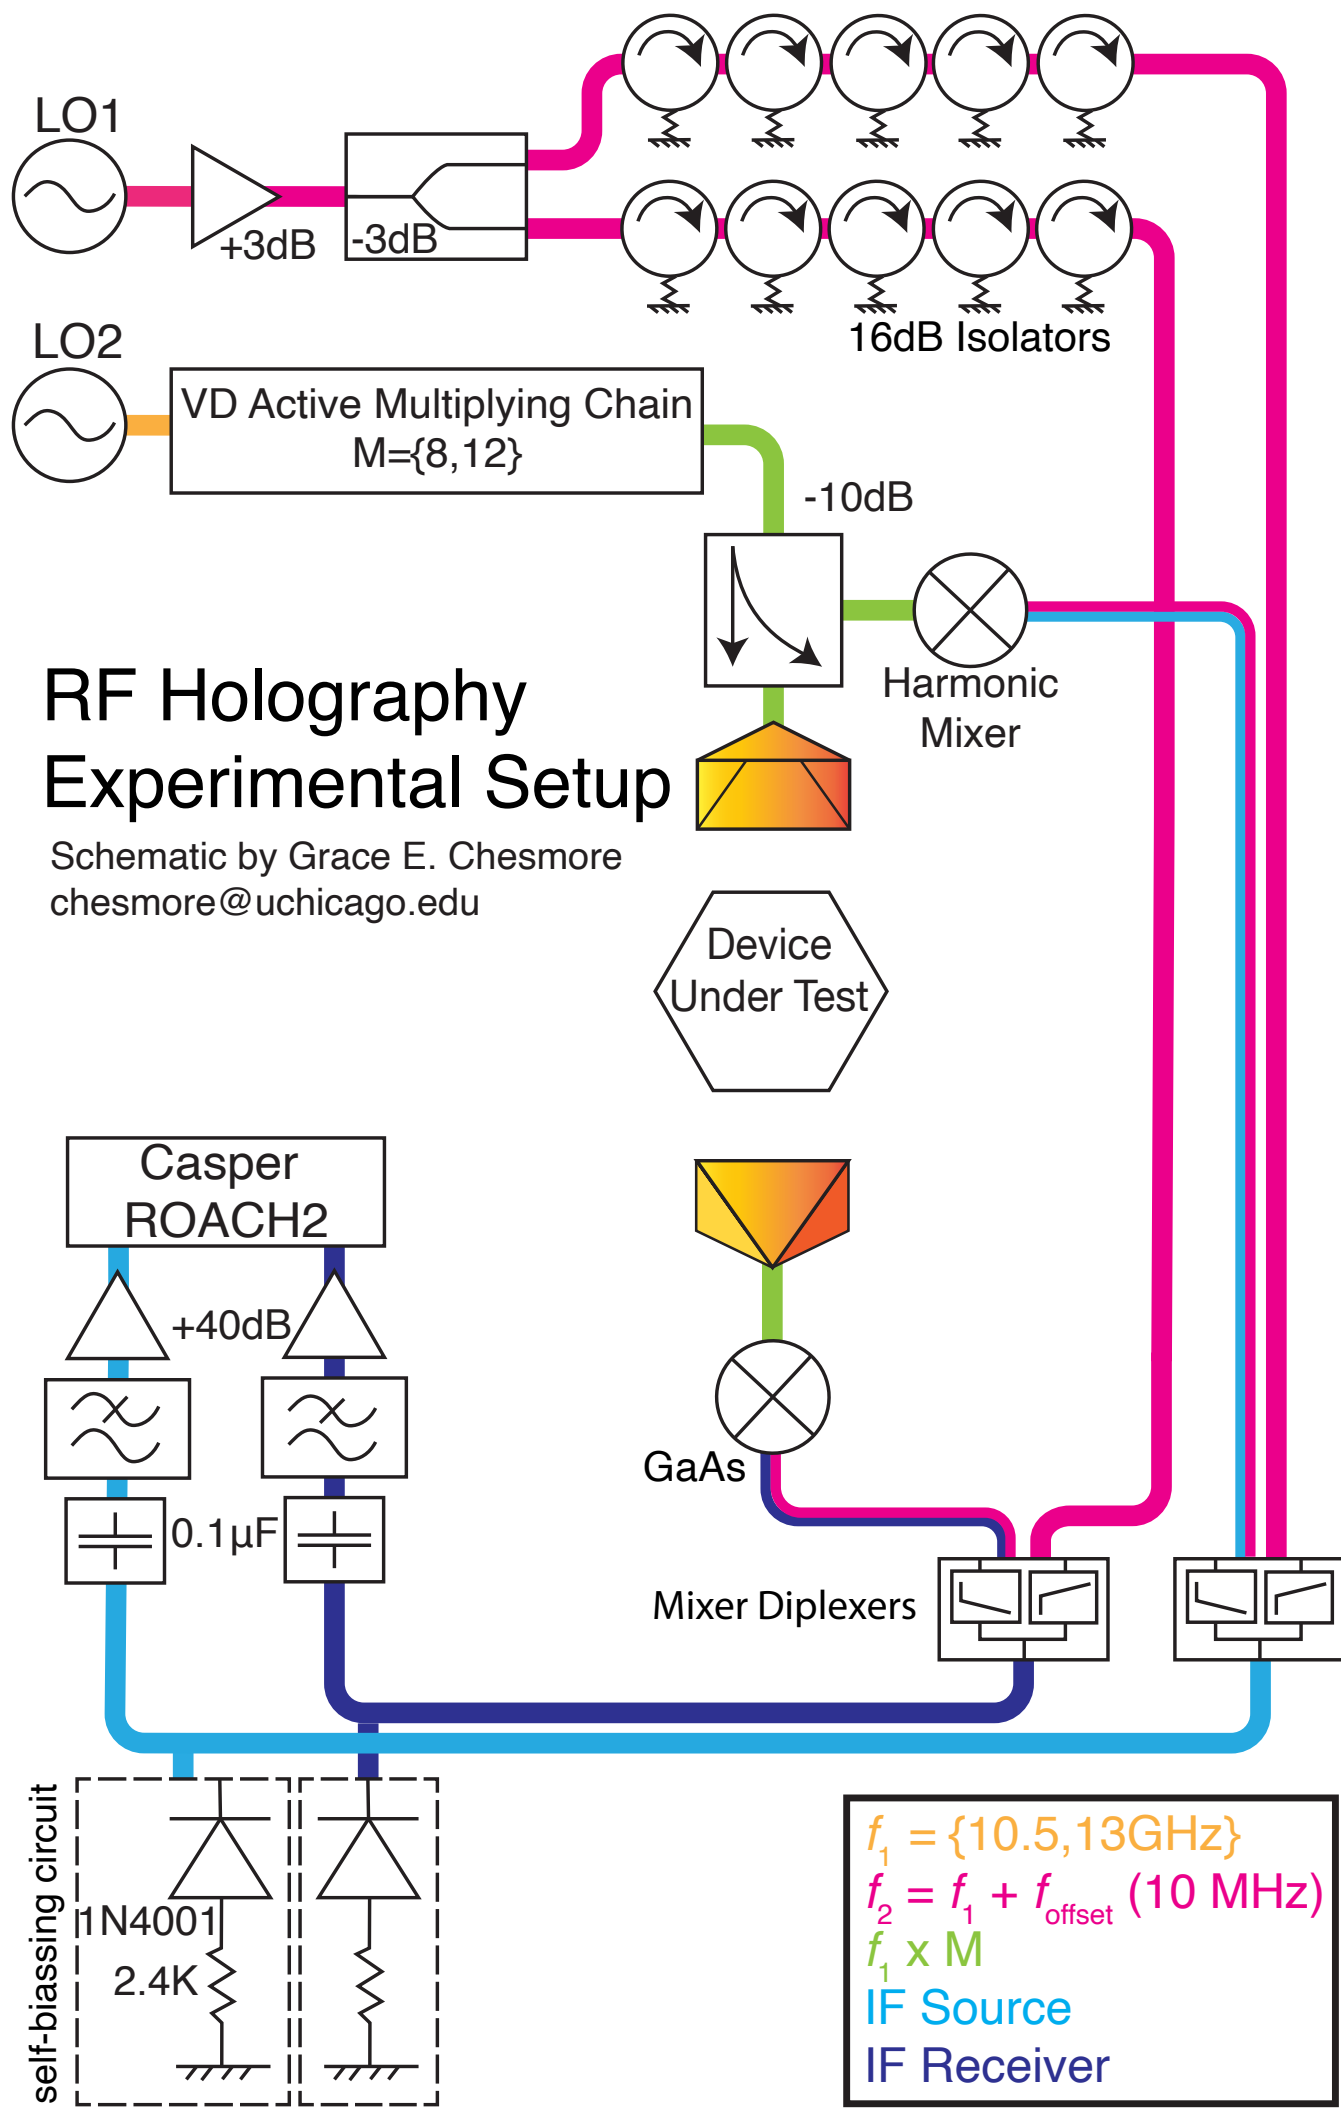 LO1
+3dB
-3dB
16dB Isolators
LO2
VD Active Multiplying Chain
M={8,12}
-10dB
Harmonic
Mixer
RF Holography
Experimental Setup
Schematic by Grace E. Chesmore
chesmore@uchicago.edu
Device
Under Test
Casper
ROACH2
+40dB
GaAs
0.1µF
Mixer Diplexers
self-biassing circuit
1N4001
2.4K
f1 = {10.5,13GHz}
f2 = f1 + foffset (10 MHz)
f1 x M
IF Source
IF Receiver